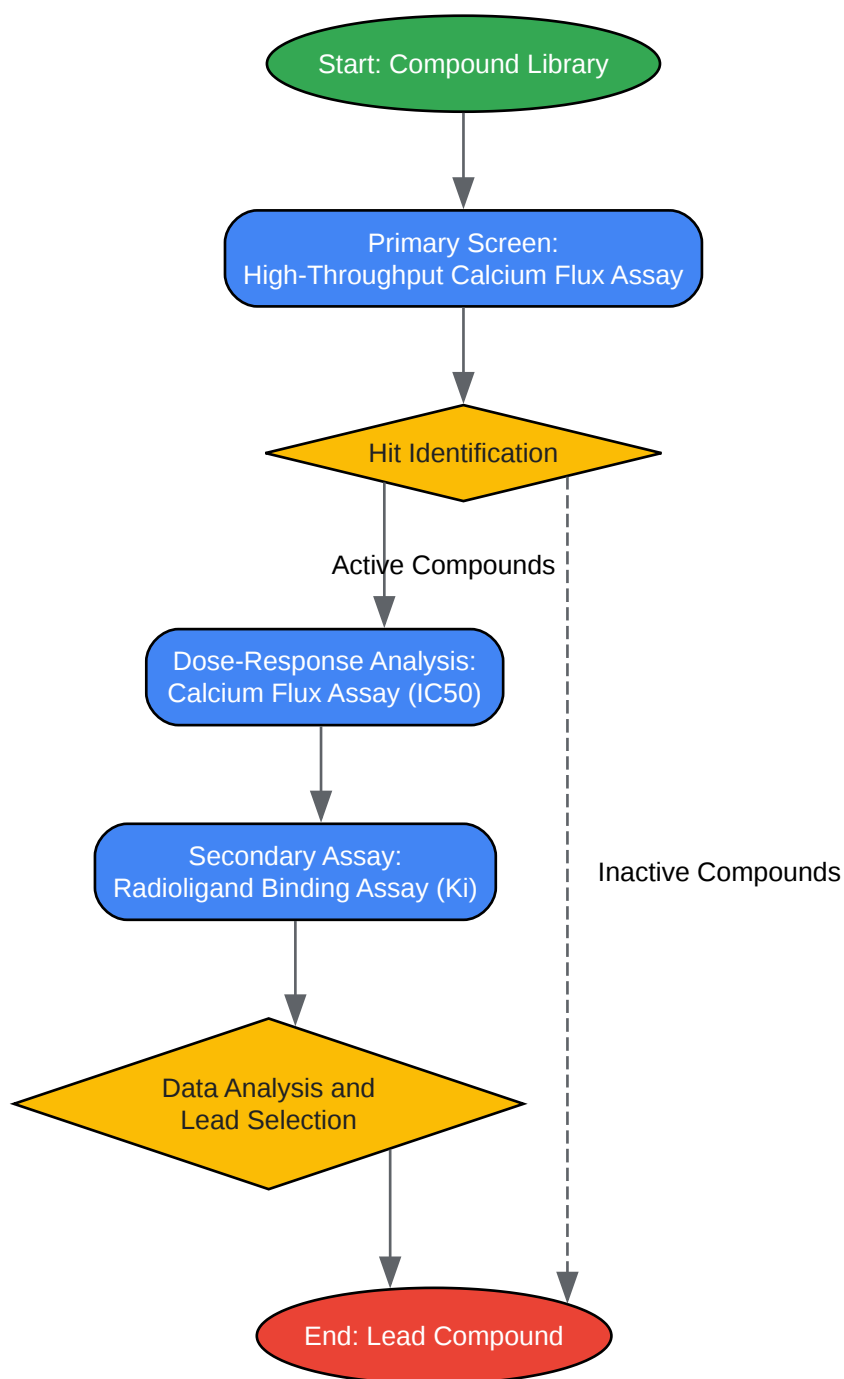 Start: Compound Library
Primary Screen:
High-Throughput Calcium Flux Assay
Hit Identification
Active Compounds
Dose-Response Analysis:
Calcium Flux Assay (IC50)
Secondary Assay:
Radioligand Binding Assay (Ki)
Inactive Compounds
Data Analysis and
Lead Selection
End: Lead Compound